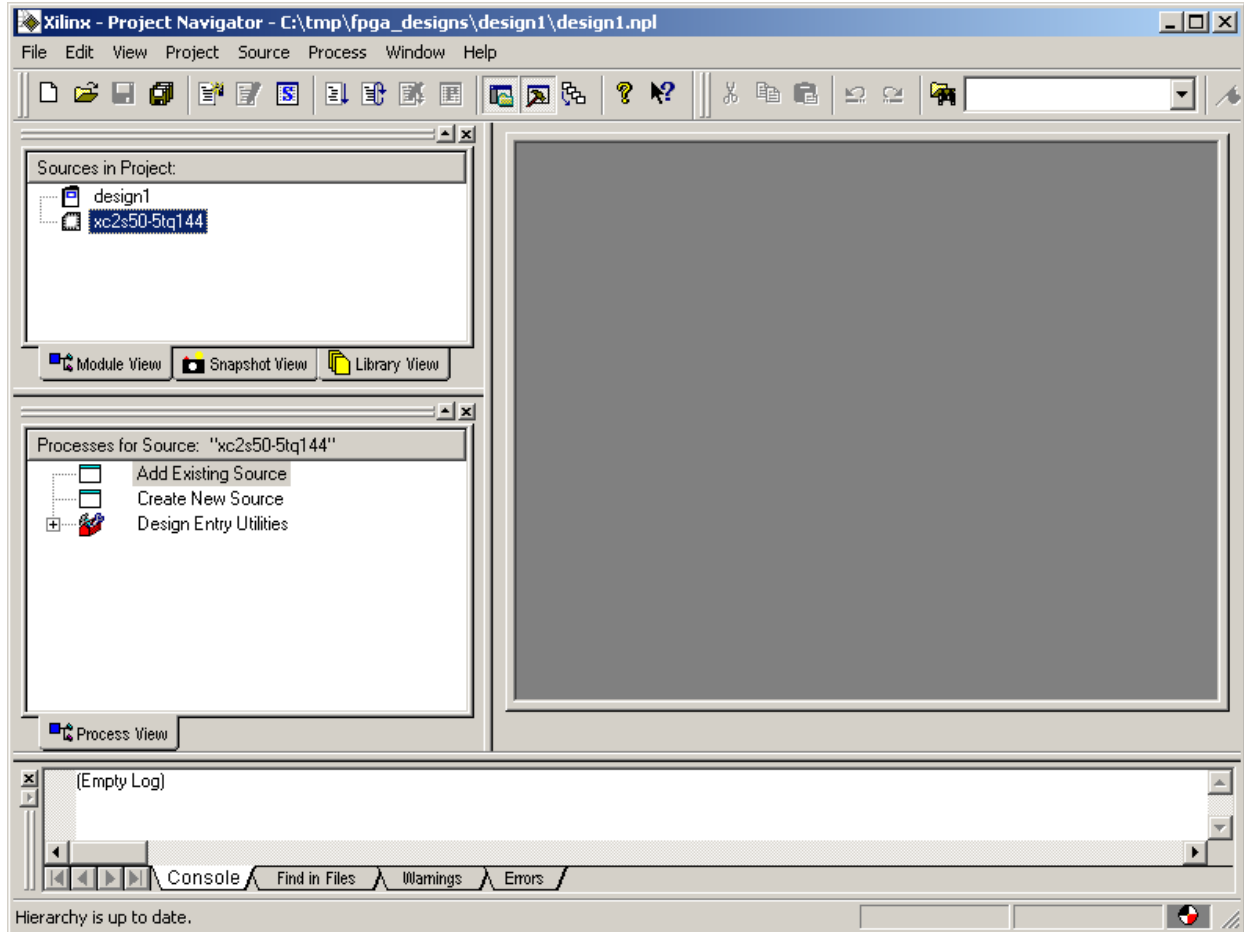 Xilinx - Project Navigator - C:\tmp\fpga_designs\design1\design1.npl
File Edit View Project Source Process Window Help
Sources in Project:
design1
xc2s50-5tq144
Module View Snapshot View Library View
Processes for Source: "xc2s50-5tq144"
Add Existing Source
Create New Source
Design Entry Utilities
Process View
(Empty Log)
Console Find in Files Warnings Errors
Hierarchy is up to date.